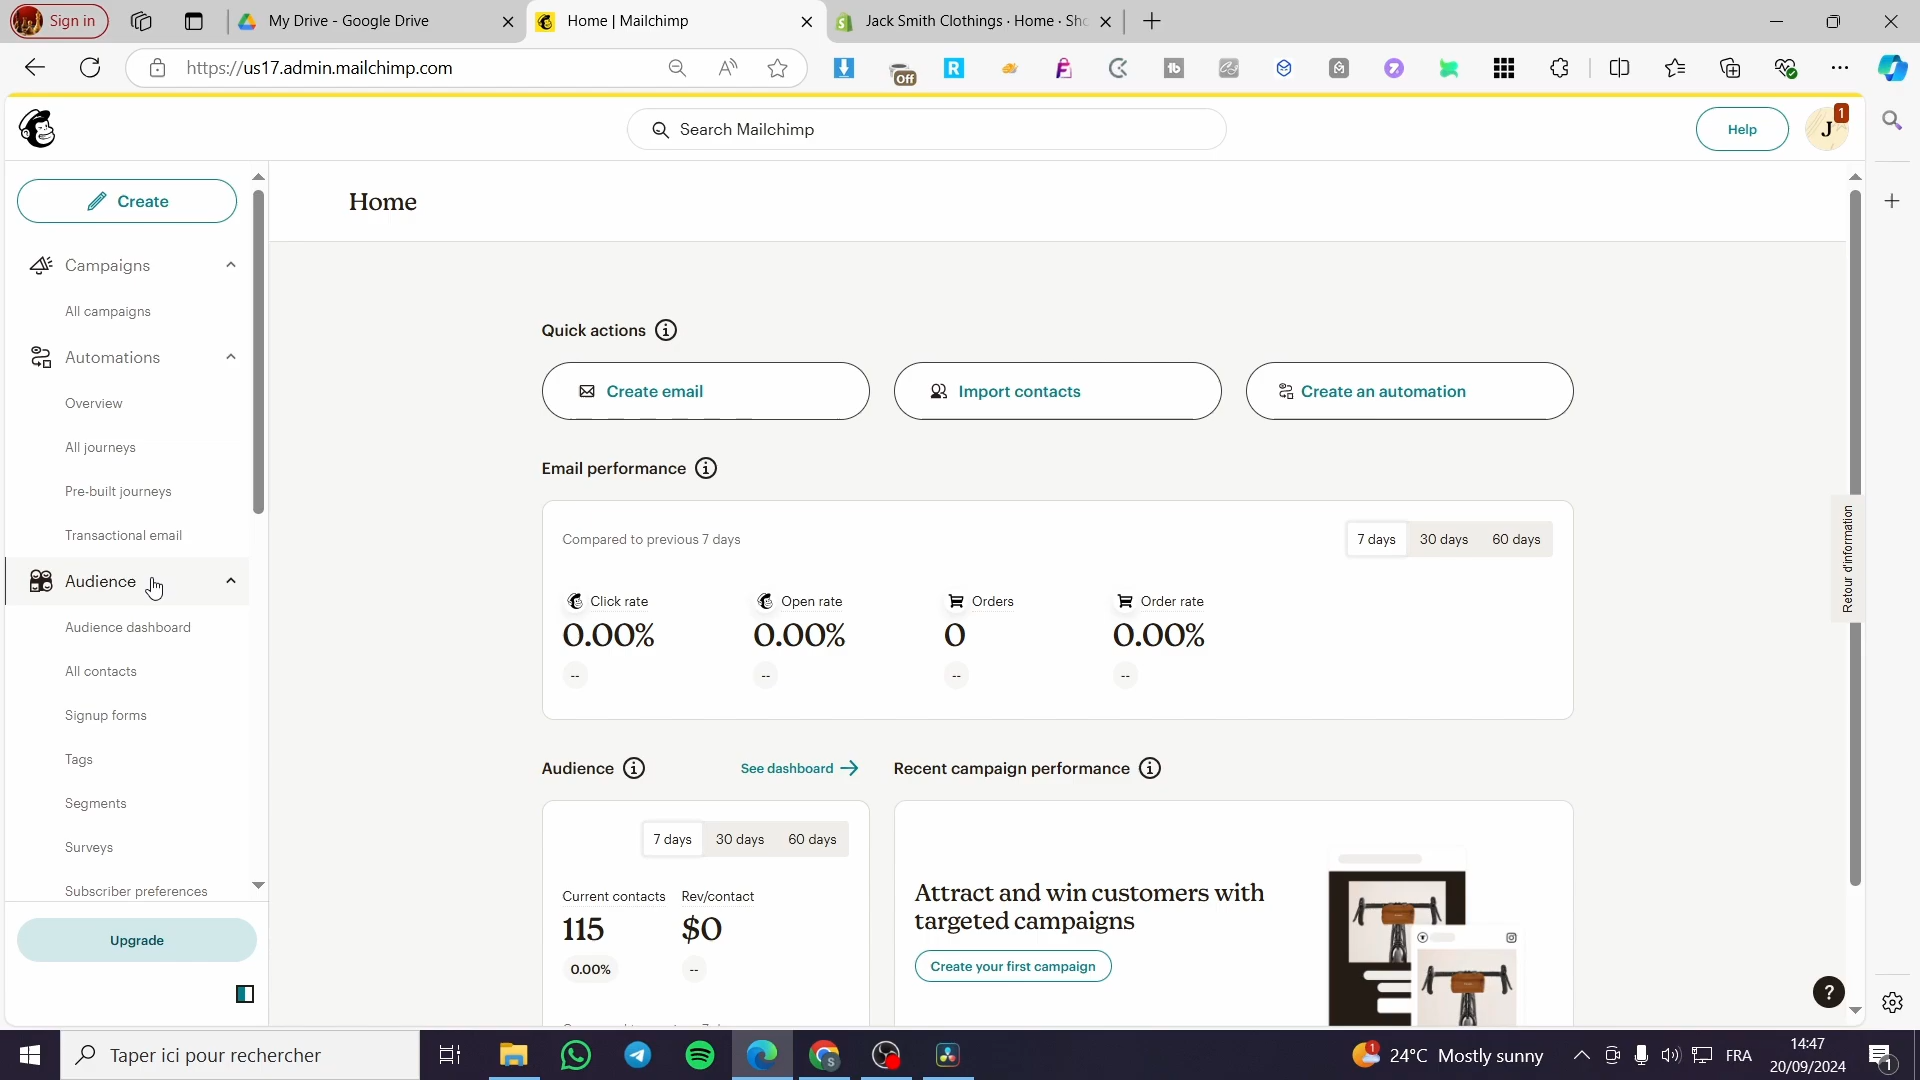 Sign in
My Drive - Google Drive
Home | Mailchimp
Jack Smith Clothings · Home · Sho
https://us17.admin.mailchimp.com
Off
Search Mailchimp
Help
J
1
Create
Home
Campaigns
All campaigns
Automations
Overview
All journeys
Pre-built journeys
Transactional email
Audience
Audience dashboard
All contacts
Signup forms
Tags
Segments
Surveys
Subscriber preferences
Upgrade
Quick actions
Create email
Import contacts
Create an automation
Email performance
Compared to previous 7 days
7 days 30 days 60 days
Click rate Open rate Orders Order rate
0.00% 0.00% 0 0.00%
-- -- -- --
Audience See dashboard Recent campaign performance
7 days 30 days 60 days
Current contacts Rev/contact
115 $0
0.00% --
Attract and win customers with
targeted campaigns
Create your first campaign
Retour d'information
?
Taper ici pour rechercher
1
24°C Mostly sunny
FRA
14:47
20/09/2024
1